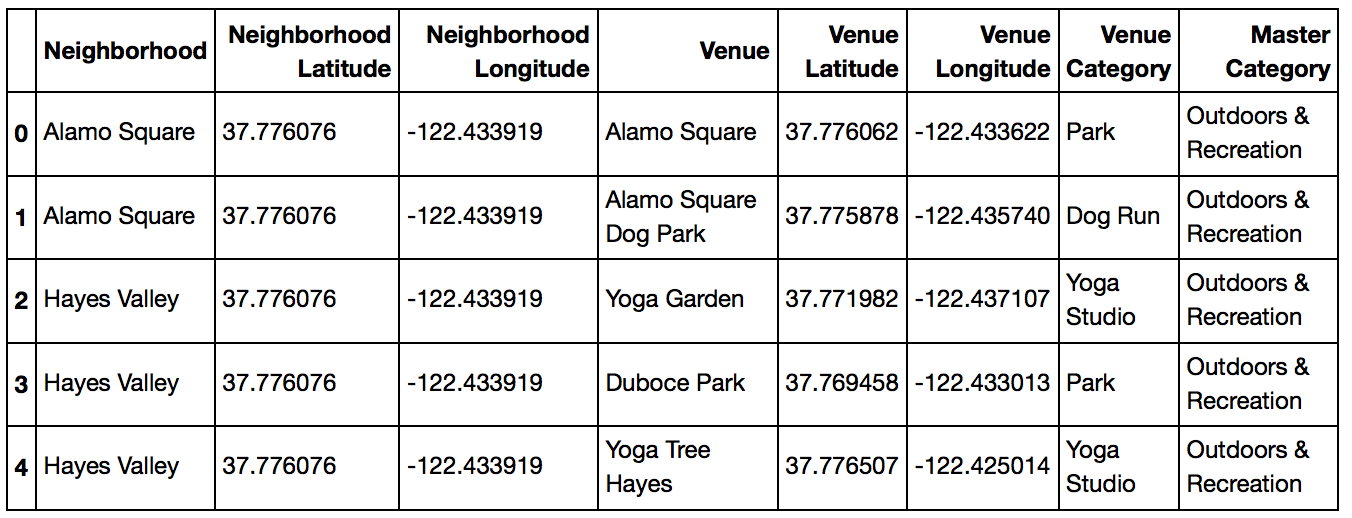 Neighborhood Neighborhood Latitude Neighborhood Longitude Venue Venue Latitude Venue Longitude Venue Category Master Category
0 Alamo Square 37.776076 -122.433919 Alamo Square 37.776062 -122.433622 Park Outdoors & Recreation
1 Alamo Square 37.776076 -122.433919 Alamo Square Dog Park 37.775878 -122.435740 Dog Run Outdoors & Recreation
2 Hayes Valley 37.776076 -122.433919 Yoga Garden 37.771982 -122.437107 Yoga Studio Outdoors & Recreation
3 Hayes Valley 37.776076 -122.433919 Duboce Park 37.769458 -122.433013 Park Outdoors & Recreation
4 Hayes Valley 37.776076 -122.433919 Yoga Tree Hayes 37.776507 -122.425014 Yoga Studio Outdoors & Recreation